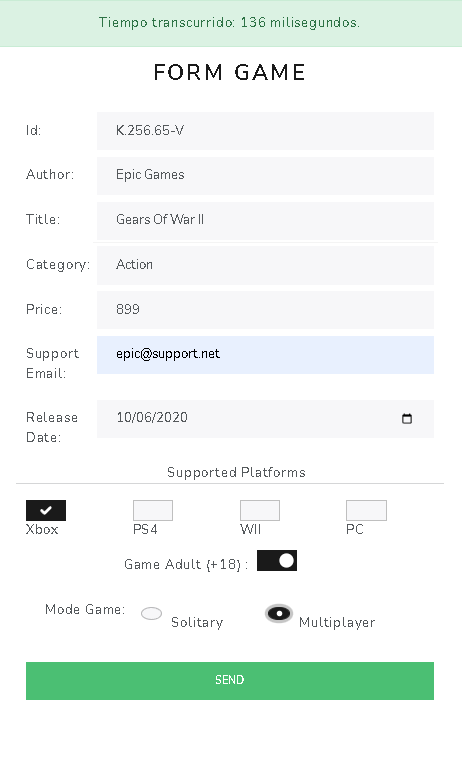 Tiempo transcurrido: 136 milisegundos.
FORM GAME
Id: K.256.65-V
Author: Epic Games
Title: Gears Of War II
Category: Action
Price: 899
Support Email: epic@support.net
Release Date: 10/06/2020
Supported Platforms
Xbox PS4 WII PC
Game Adult (+18) :
Mode Game: Solitary Multiplayer
SEND